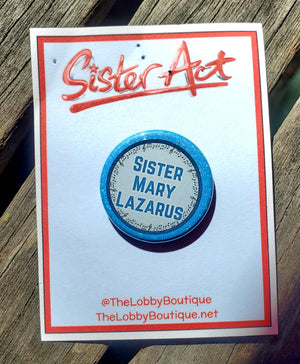 Sister Act
SISTER
MARY
LAZARUS
@TheLobbyBoutique
TheLobbyBoutique.net